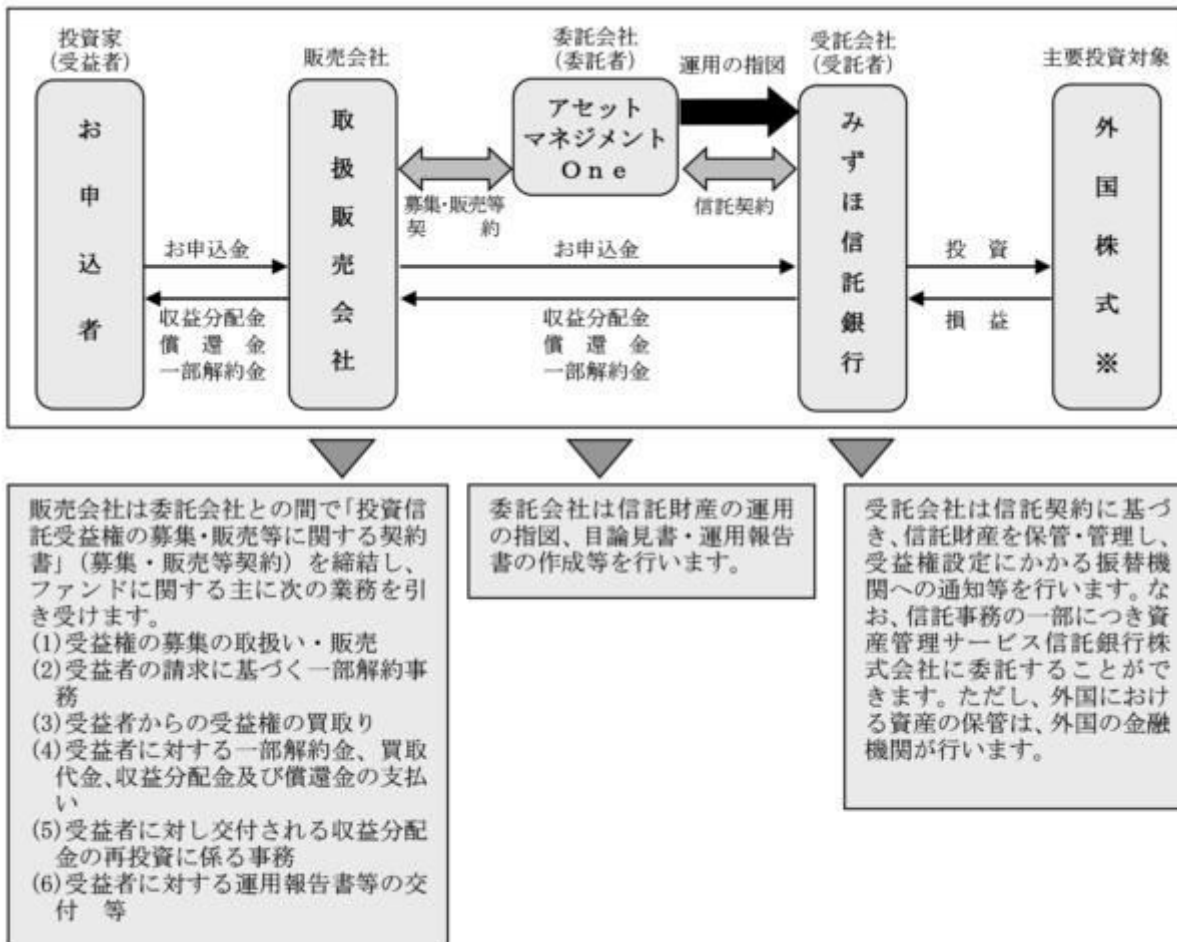 投資家
(受益者)
販売会社
委託会社
(委託者)
運用の指図
受託会社
(受託者)
主要投資対象
お申込者
取扱販売会社
アセット
マネジメント
One
みずほ信託銀行
外国株式※
募集・販売等
契約
信託契約
お申込金
お申込金
投資
収益分配金
償還金
一部解約金
収益分配金
償還金
一部解約金
損益
販売会社は委託会社との間で「投資信
託受益権の募集・販売等に関する契約
書」(募集・販売等契約)を締結し、
ファンドに関する主に次の業務を引
き受けます。
(1)受益権の募集の取扱い・販売
(2)受益者の請求に基づく一部解約事
務
(3)受益者からの受益権の買取り
(4)受益者に対する一部解約金、買取
代金、収益分配金及び償還金の支払
い
(5)受益者に対し交付される収益分配
金の再投資に係る事務
(6)受益者に対する運用報告書等の交
付 等
委託会社は信託財産の運用
の指図、目論見書・運用報告
書の作成等を行います。
受託会社は信託契約に基づ
き、信託財産を保管・管理し、
受益権設定にかかる振替機
関への通知等を行います。な
お、信託事務の一部につき資
産管理サービス信託銀行株
式会社に委託することがで
きます。ただし、外国におけ
る資産の保管は、外国の金融
機関が行います。